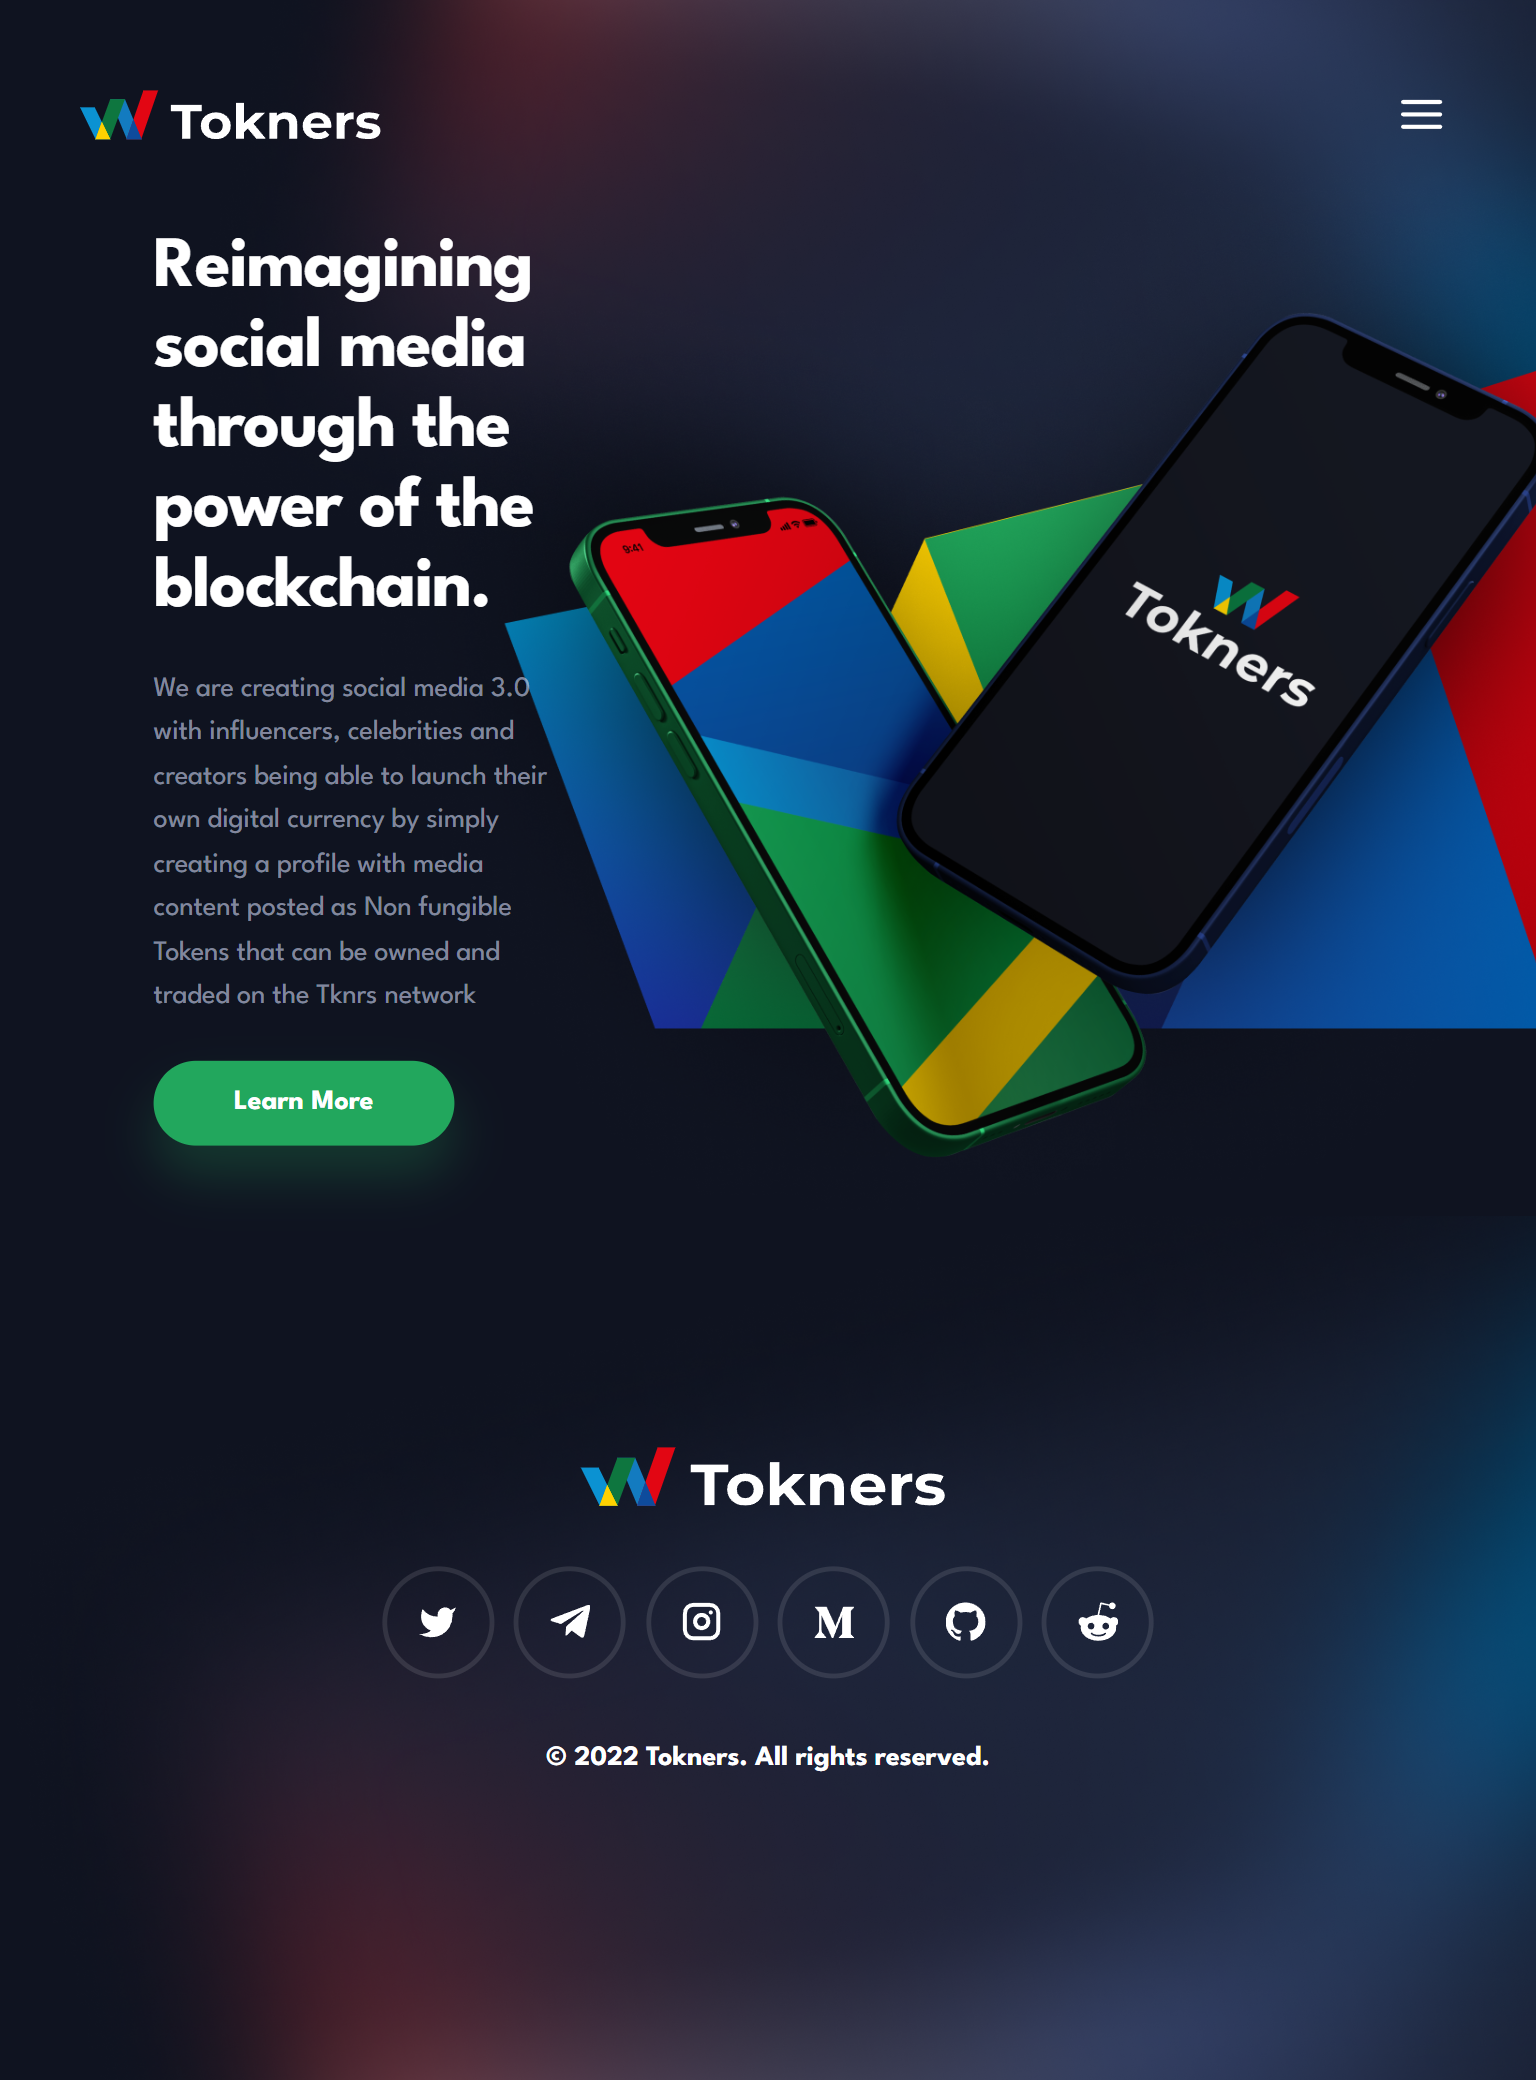 Tokners
Reimagining
social media
through the
power of the
blockchain.
We are creating social media 3.0
with influencers, celebrities and
creators being able to launch their
own digital currency by simply
creating a profile with media
content posted as Non fungible
Tokens that can be owned and
traded on the Tknrs network
Learn More
9:41
Tokners
Tokners
M
© 2022 Tokners. All rights reserved.